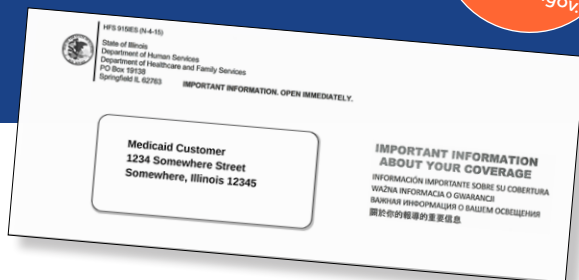 gov.
HFS 915IES (N-4-15)
State of Illinois
Department of Human Services
Department of Healthcare and Family Services
PO Box 19138
Springfield IL 62763
IMPORTANT INFORMATION. OPEN IMMEDIATELY.
Medicaid Customer
1234 Somewhere Street
Somewhere, Illinois 12345
IMPORTANT INFORMATION
ABOUT YOUR COVERAGE
INFORMACIÓN IMPORTANTE SOBRE SU COBERTURA
WAŻNA INFORMACJA O GWARANCJI
ВАЖНАЯ ИНФОРМАЦИЯ О ВАШЕМ ОСВЕЩЕНИЯ
關於你的報導的重要信息